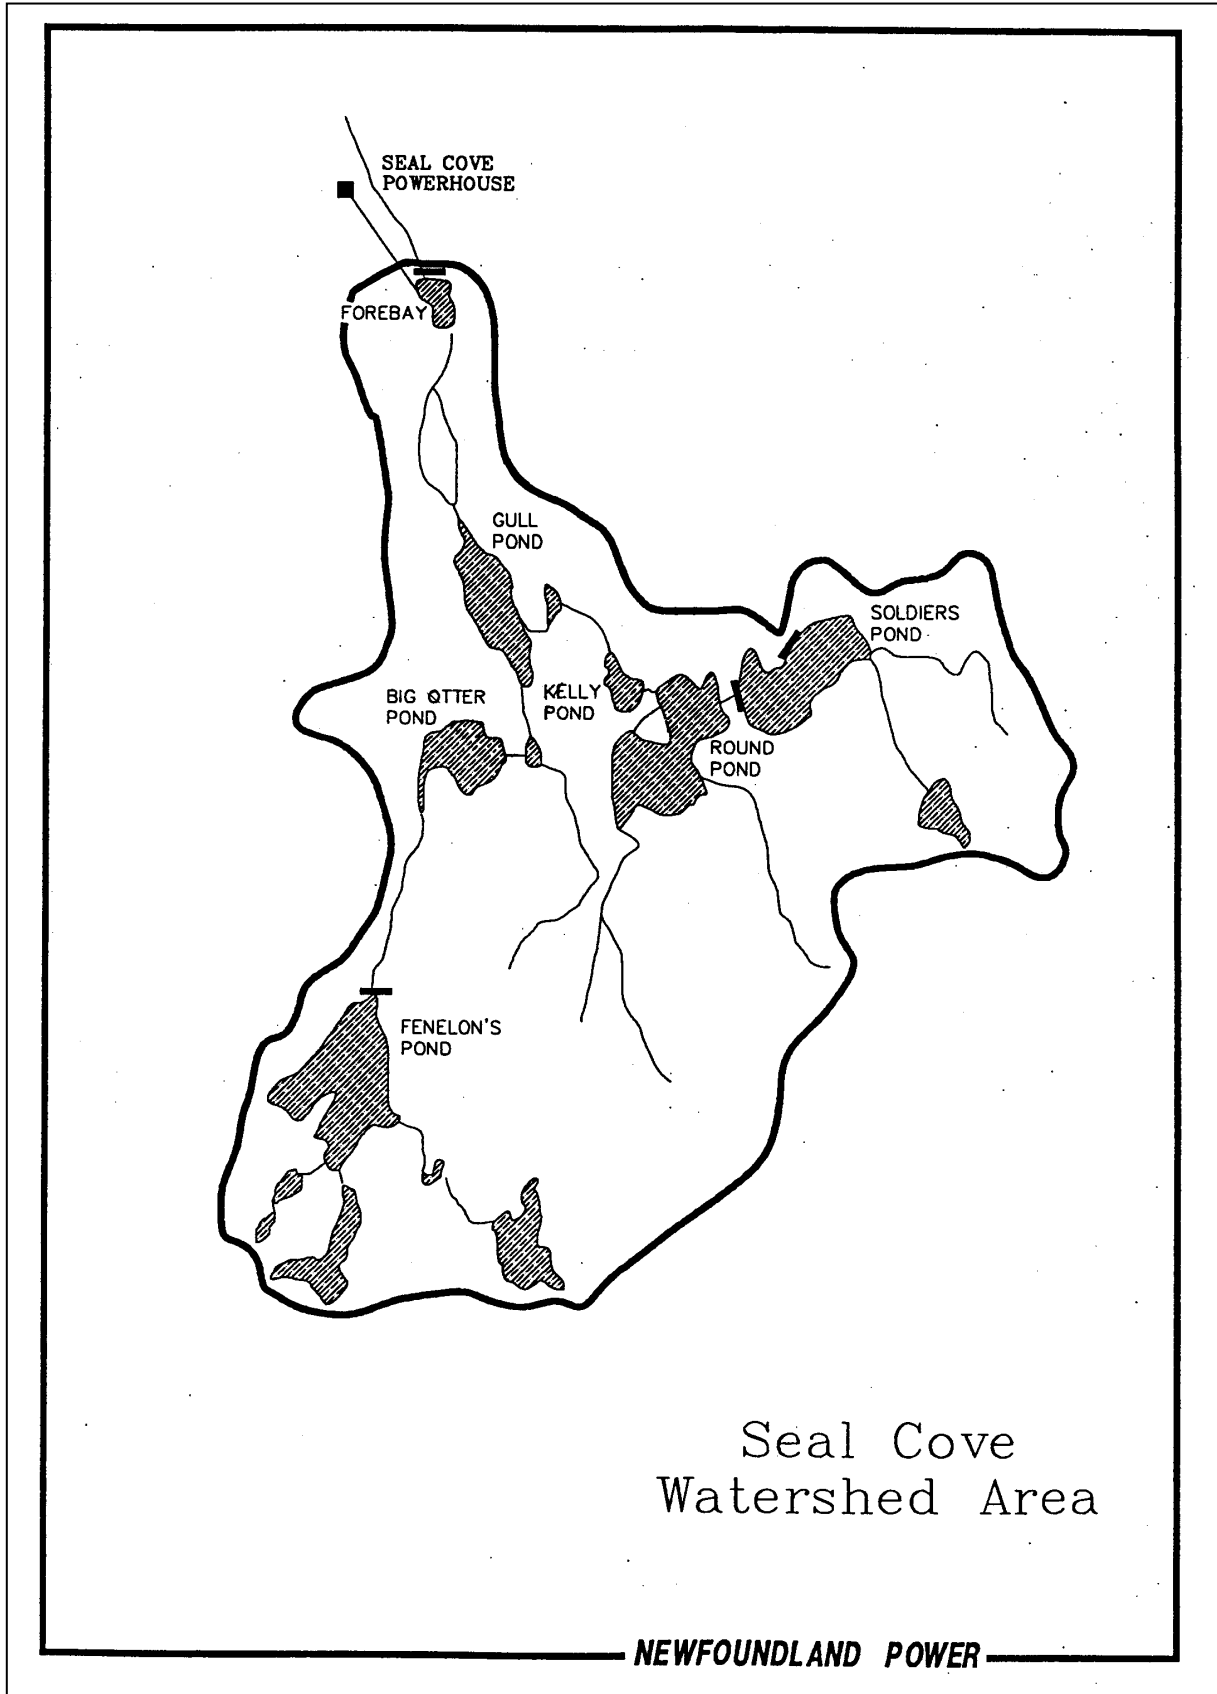 SEAL COVE
POWERHOUSE
FOREBAY
GULL
POND
SOLDIERS
POND
BIG OTTER
POND
KELLY
POND
ROUND
POND
FENELON'S
POND
Seal Cove
Watershed Area
NEWFOUNDLAND POWER